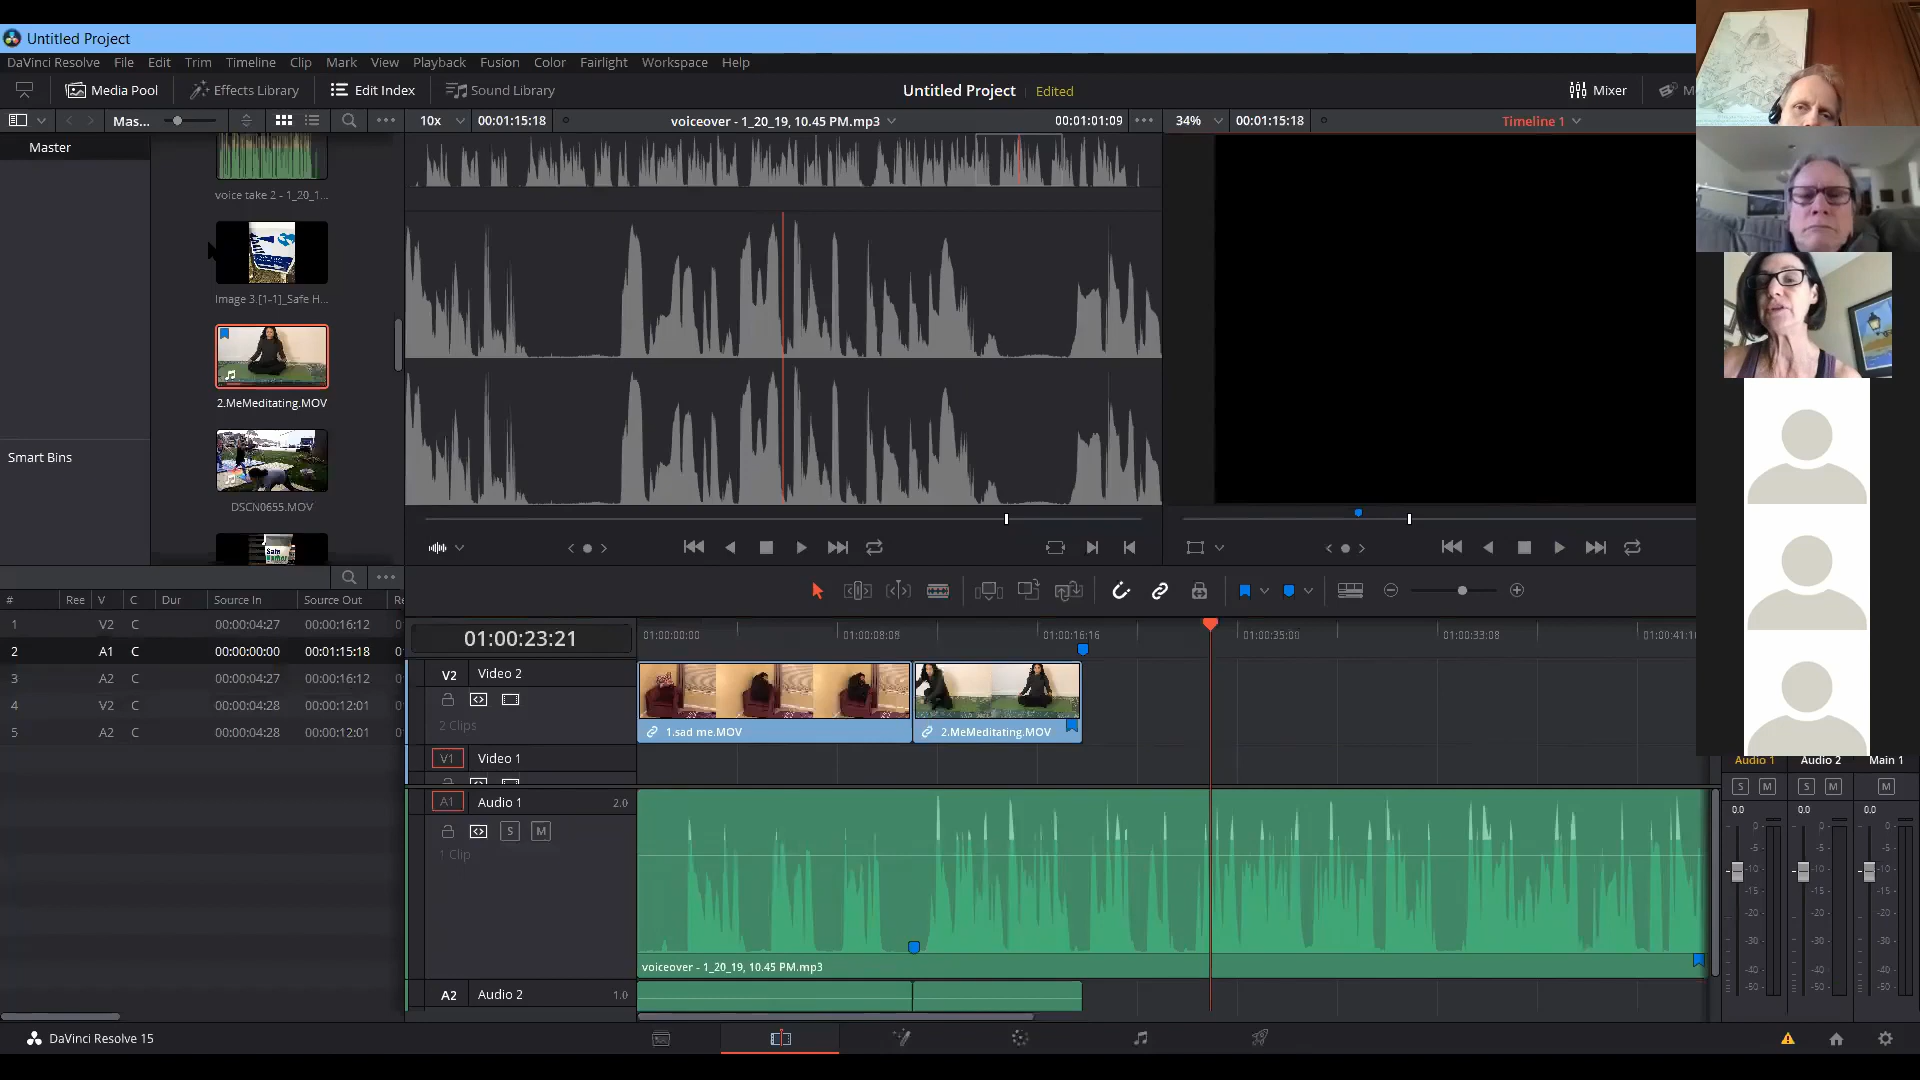 Untitled Project
DaVinci Resolve File Edit Trim Timeline Clip Mark View Playback Fusion Color Fairlight Workspace Help
Media Pool Effects Library Edit Index Sound Library Untitled Project Edited Mixer M
Mas... 10x 00:01:15:18 voiceover - 1_20_19, 10.45 PM.mp3 00:01:01:09 34% 00:01:15:18 Timeline 1
Master
voice take 2 - 1_20_1...
Image 3.[1-1]_Safe H...
2.MeMeditating.MOV
Smart Bins
DSCN0655.MOV
# Ree V C Dur Source In Source Out Re
1 V2 C 00:00:04:27 00:00:16:12 0
2 A1 C 00:00:00:00 00:01:15:18 0
3 A2 C 00:00:04:27 00:00:16:12 0
4 V2 C 00:00:04:28 00:00:12:01 0
5 A2 C 00:00:04:28 00:00:12:01 0
01:00:23:21 01:00:00:00 01:00:08:08 01:00:16:16 01:00:33:08
V2 Video 2
2 Clips
1.sad me.MOV 2.MeMeditating.MOV
V1 Video 1
A1 Audio 1 2.0
S M
1 Clip
voiceover - 1_20_19, 10.45 PM.mp3
A2 Audio 2 1.0
Audio 1 Audio 2 Main 1
S M S M M
0.0 0.0 0.0
0 0 0
-5 -5 -5
-10 -10 -10
-15 -15 -15
-20 -20 -20
-30 -30 -30
-40 -40 -40
-50 -50 -50
DaVinci Resolve 15